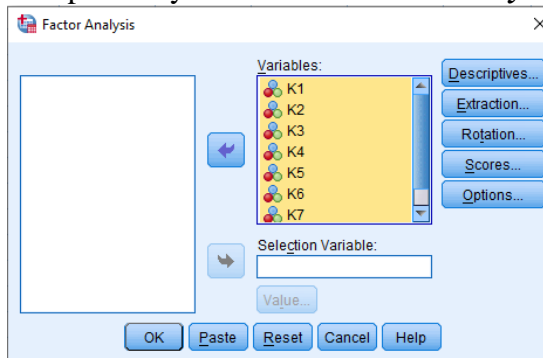 Factor Analysis
Variables:
K1
K2
K3
K4
K5
K6
K7
Descriptives...
Extraction...
Rotation...
Scores...
Options...
Selection Variable:
Value...
OK Paste Reset Cancel Help